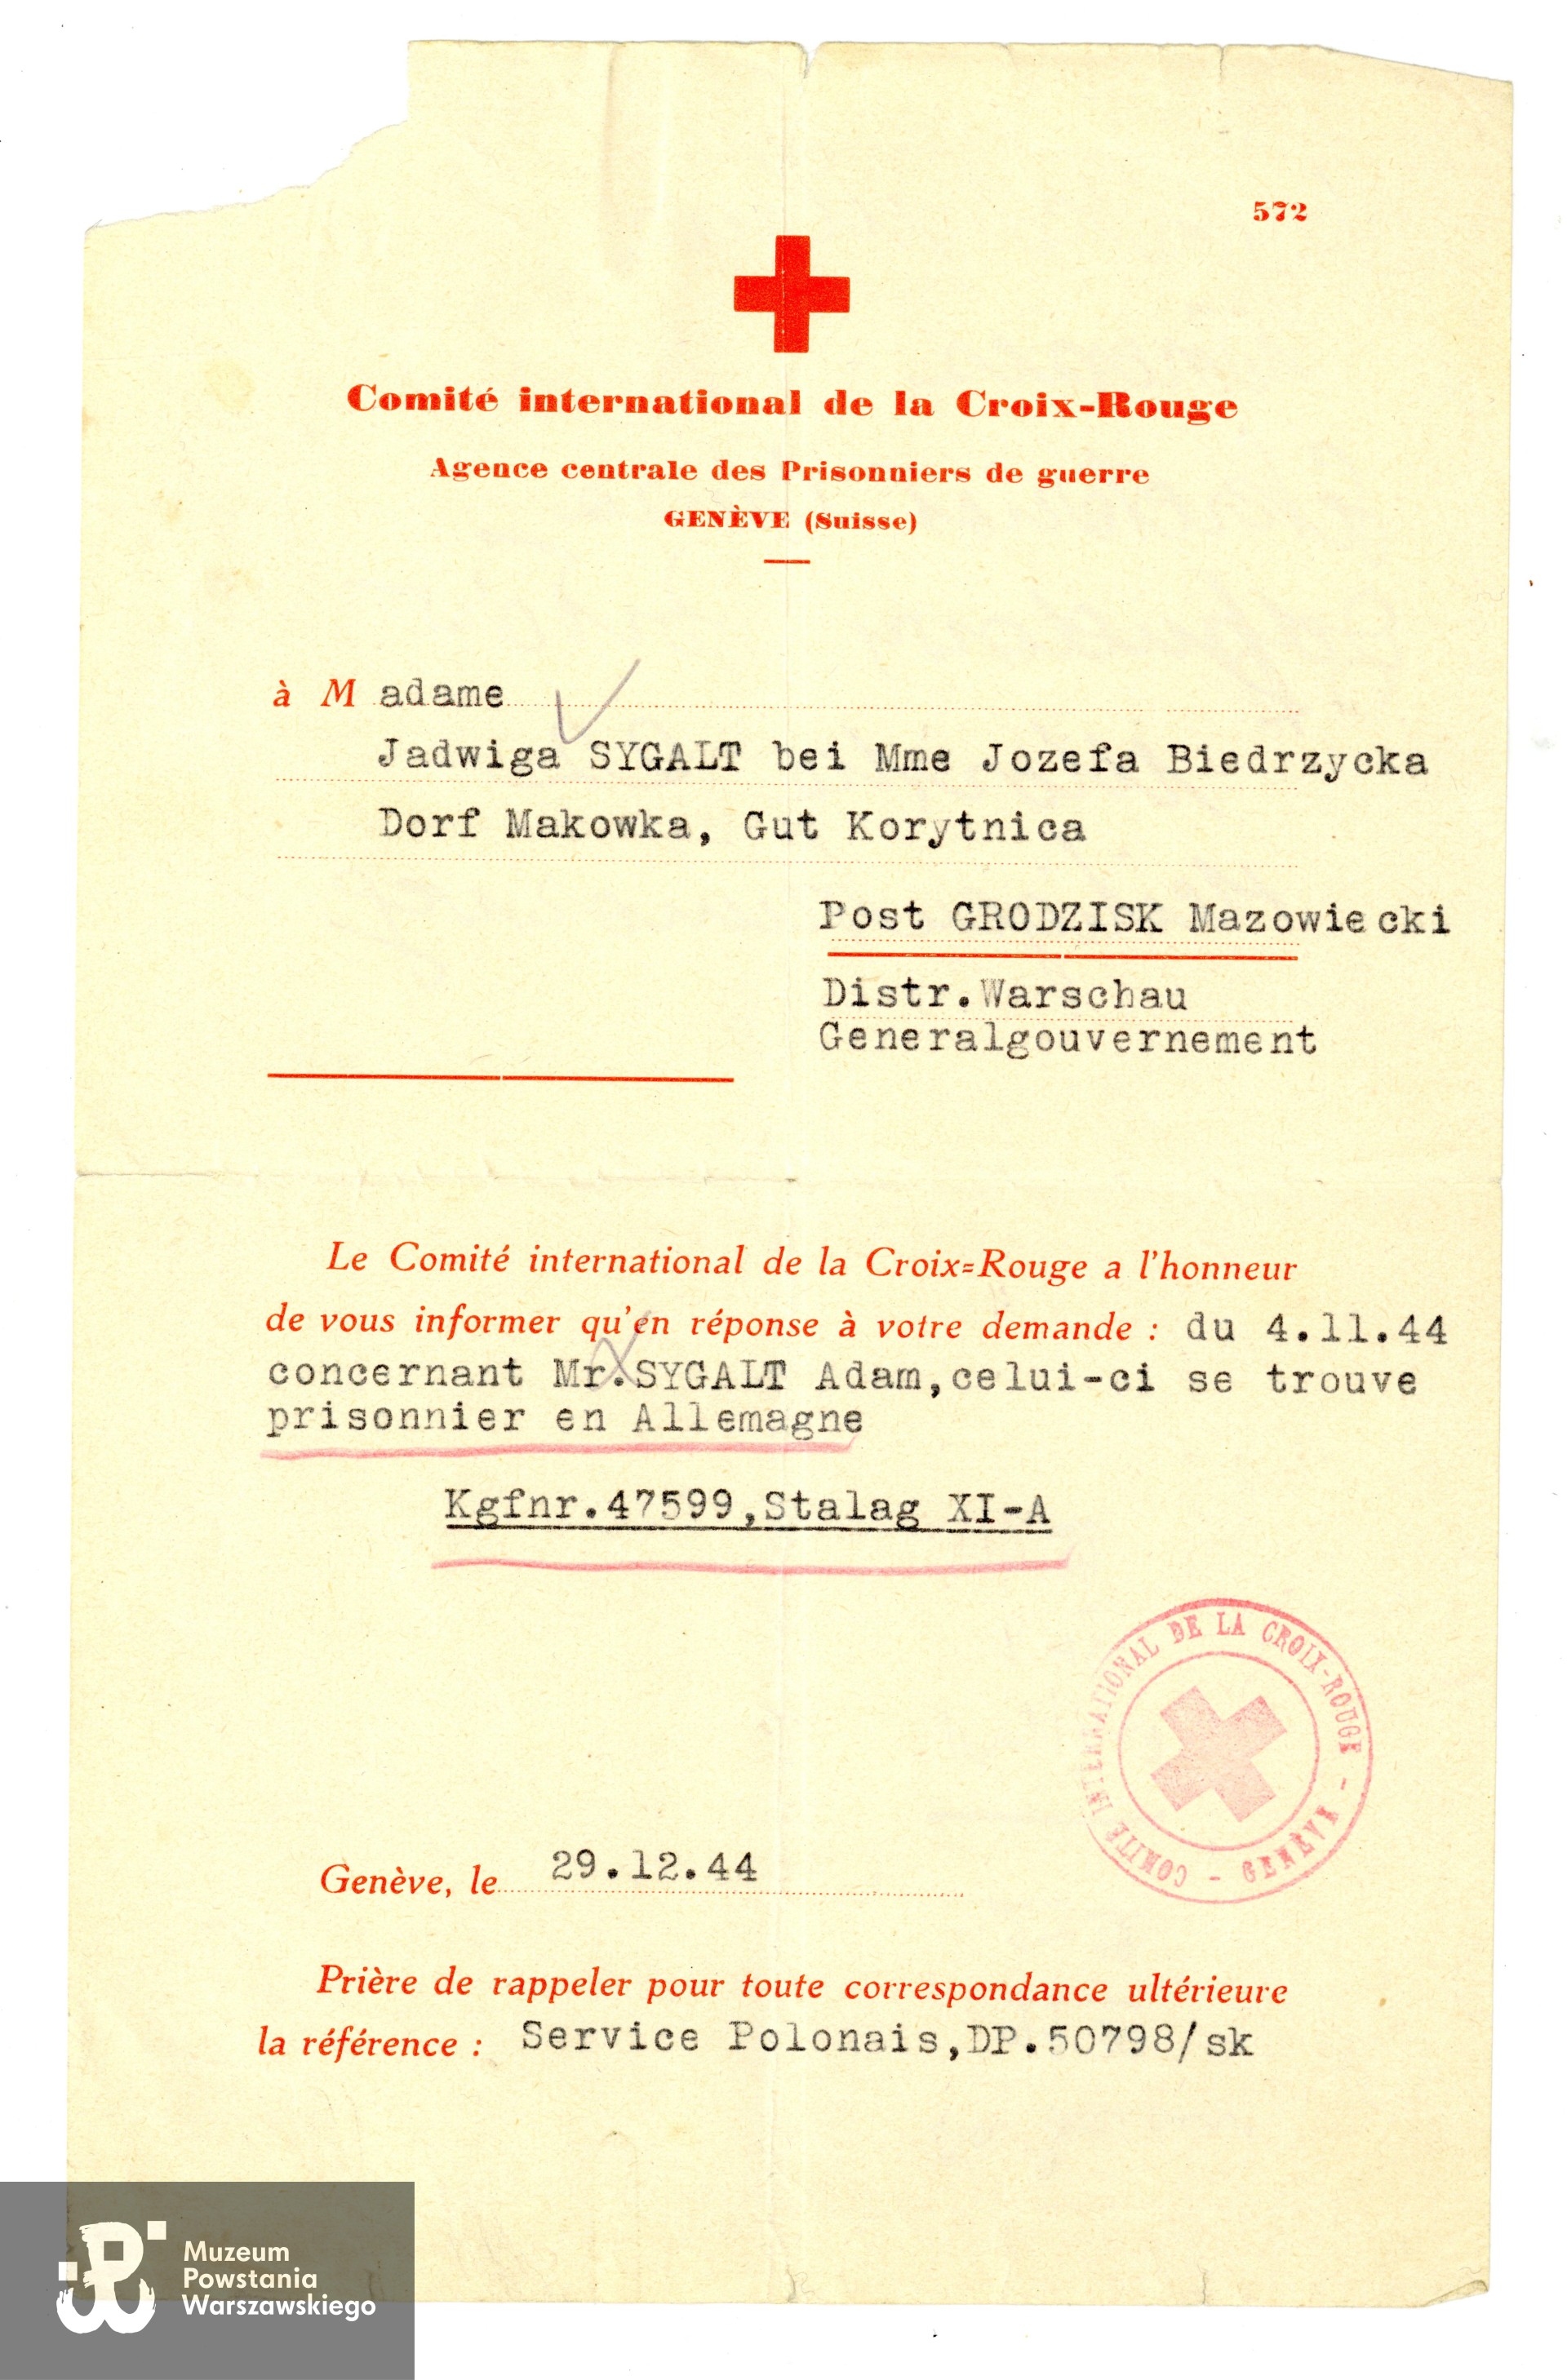 572
Comité international de la Croix-Rouge
Agence centrale des Prisonniers de guerre
GENÈVE (Suisse)
à M adame
Jadwiga SYGALT bei Mme Jozefa Biedrzycka
Dorf Makowka, Gut Korytnica
Post GRODZISK Mazowiecki
Distr.Warschau
Generalgouvernement
Le Comité international de la Croix=Rouge a l'honneur
de vous informer qu'en réponse à votre demande : du 4.11.44
concernant Mr.SYGALT Adam,celui-ci se trouve
prisonnier en Allemagne
Kgfnr.47599,Stalag XI-A
COMITÉ INTERNATIONAL DE LA CROIX-ROUGE - GENÈVE -
Genève, le 29.12.44
Prière de rappeler pour toute correspondance ultérieure
la référence : Service Polonais,DP.50798/sk
Muzeum
Powstania
Warszawskiego